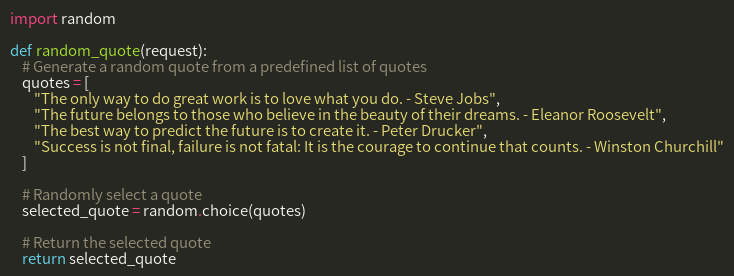 import random

def random_quote(request):
    # Generate a random quote from a predefined list of quotes
    quotes = [
        "The only way to do great work is to love what you do. - Steve Jobs",
        "The future belongs to those who believe in the beauty of their dreams. - Eleanor Roosevelt",
        "The best way to predict the future is to create it. - Peter Drucker",
        "Success is not final, failure is not fatal: It is the courage to continue that counts. - Winston Churchill"
    ]

    # Randomly select a quote
    selected_quote = random.choice(quotes)

    # Return the selected quote
    return selected_quote